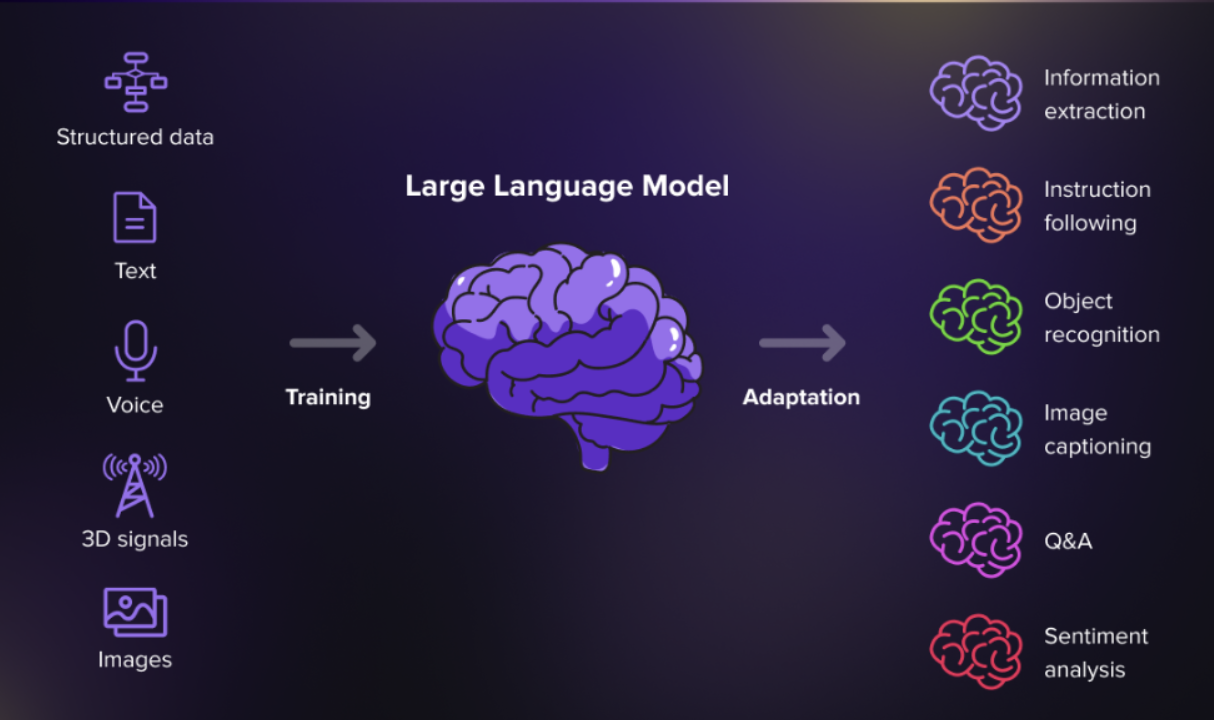 Structured data
Text
Voice
3D signals
Images
Training
Large Language Model
Adaptation
Information
extraction
Instruction
following
Object
recognition
Image
captioning
Q&A
Sentiment
analysis